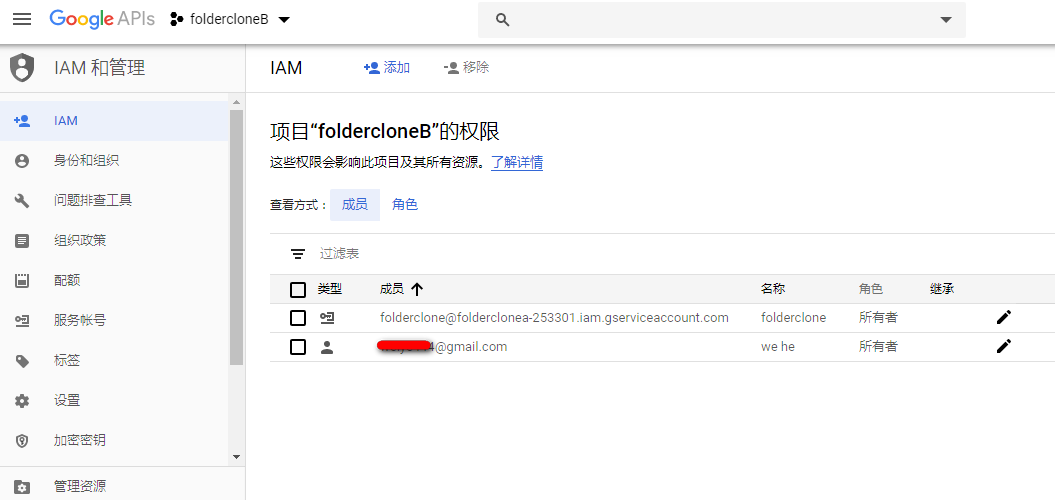 Google APIs foldercloneB
IAM 和管理
IAM
身份和组织
问题排查工具
组织政策
配额
服务帐号
标签
设置
加密密钥
管理资源
IAM 添加 移除
项目“foldercloneB”的权限
这些权限会影响此项目及其所有资源。了解详情
查看方式： 成员 角色
过滤表
类型 成员 名称 角色 继承
folderclone@folderclonea-253301.iam.gserviceaccount.com folderclone 所有者
4@gmail.com we he 所有者